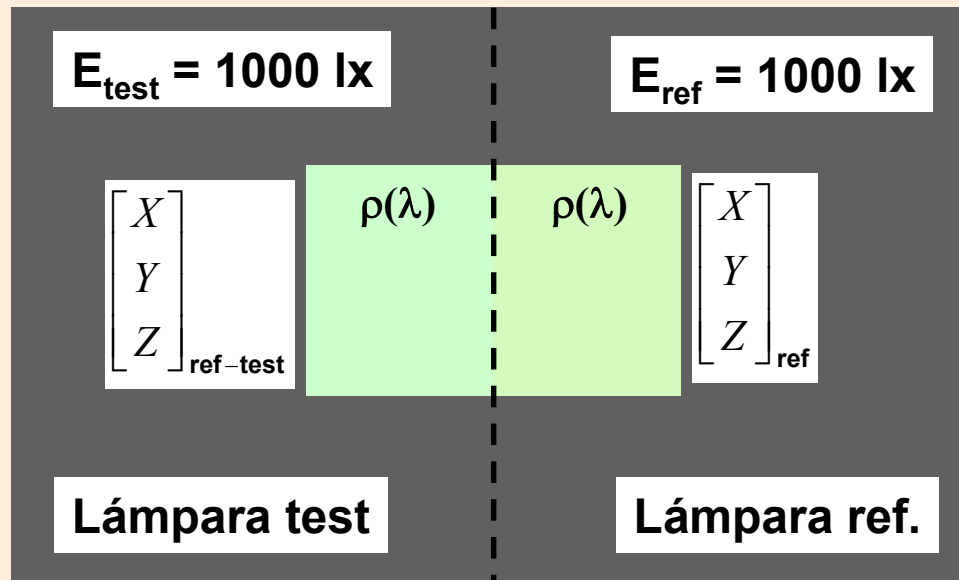 E_test = 1000 lx
E_ref = 1000 lx
[X Y Z]_ref–test
ρ(λ)
ρ(λ)
[X Y Z]_ref
Lámpara test
Lámpara ref.